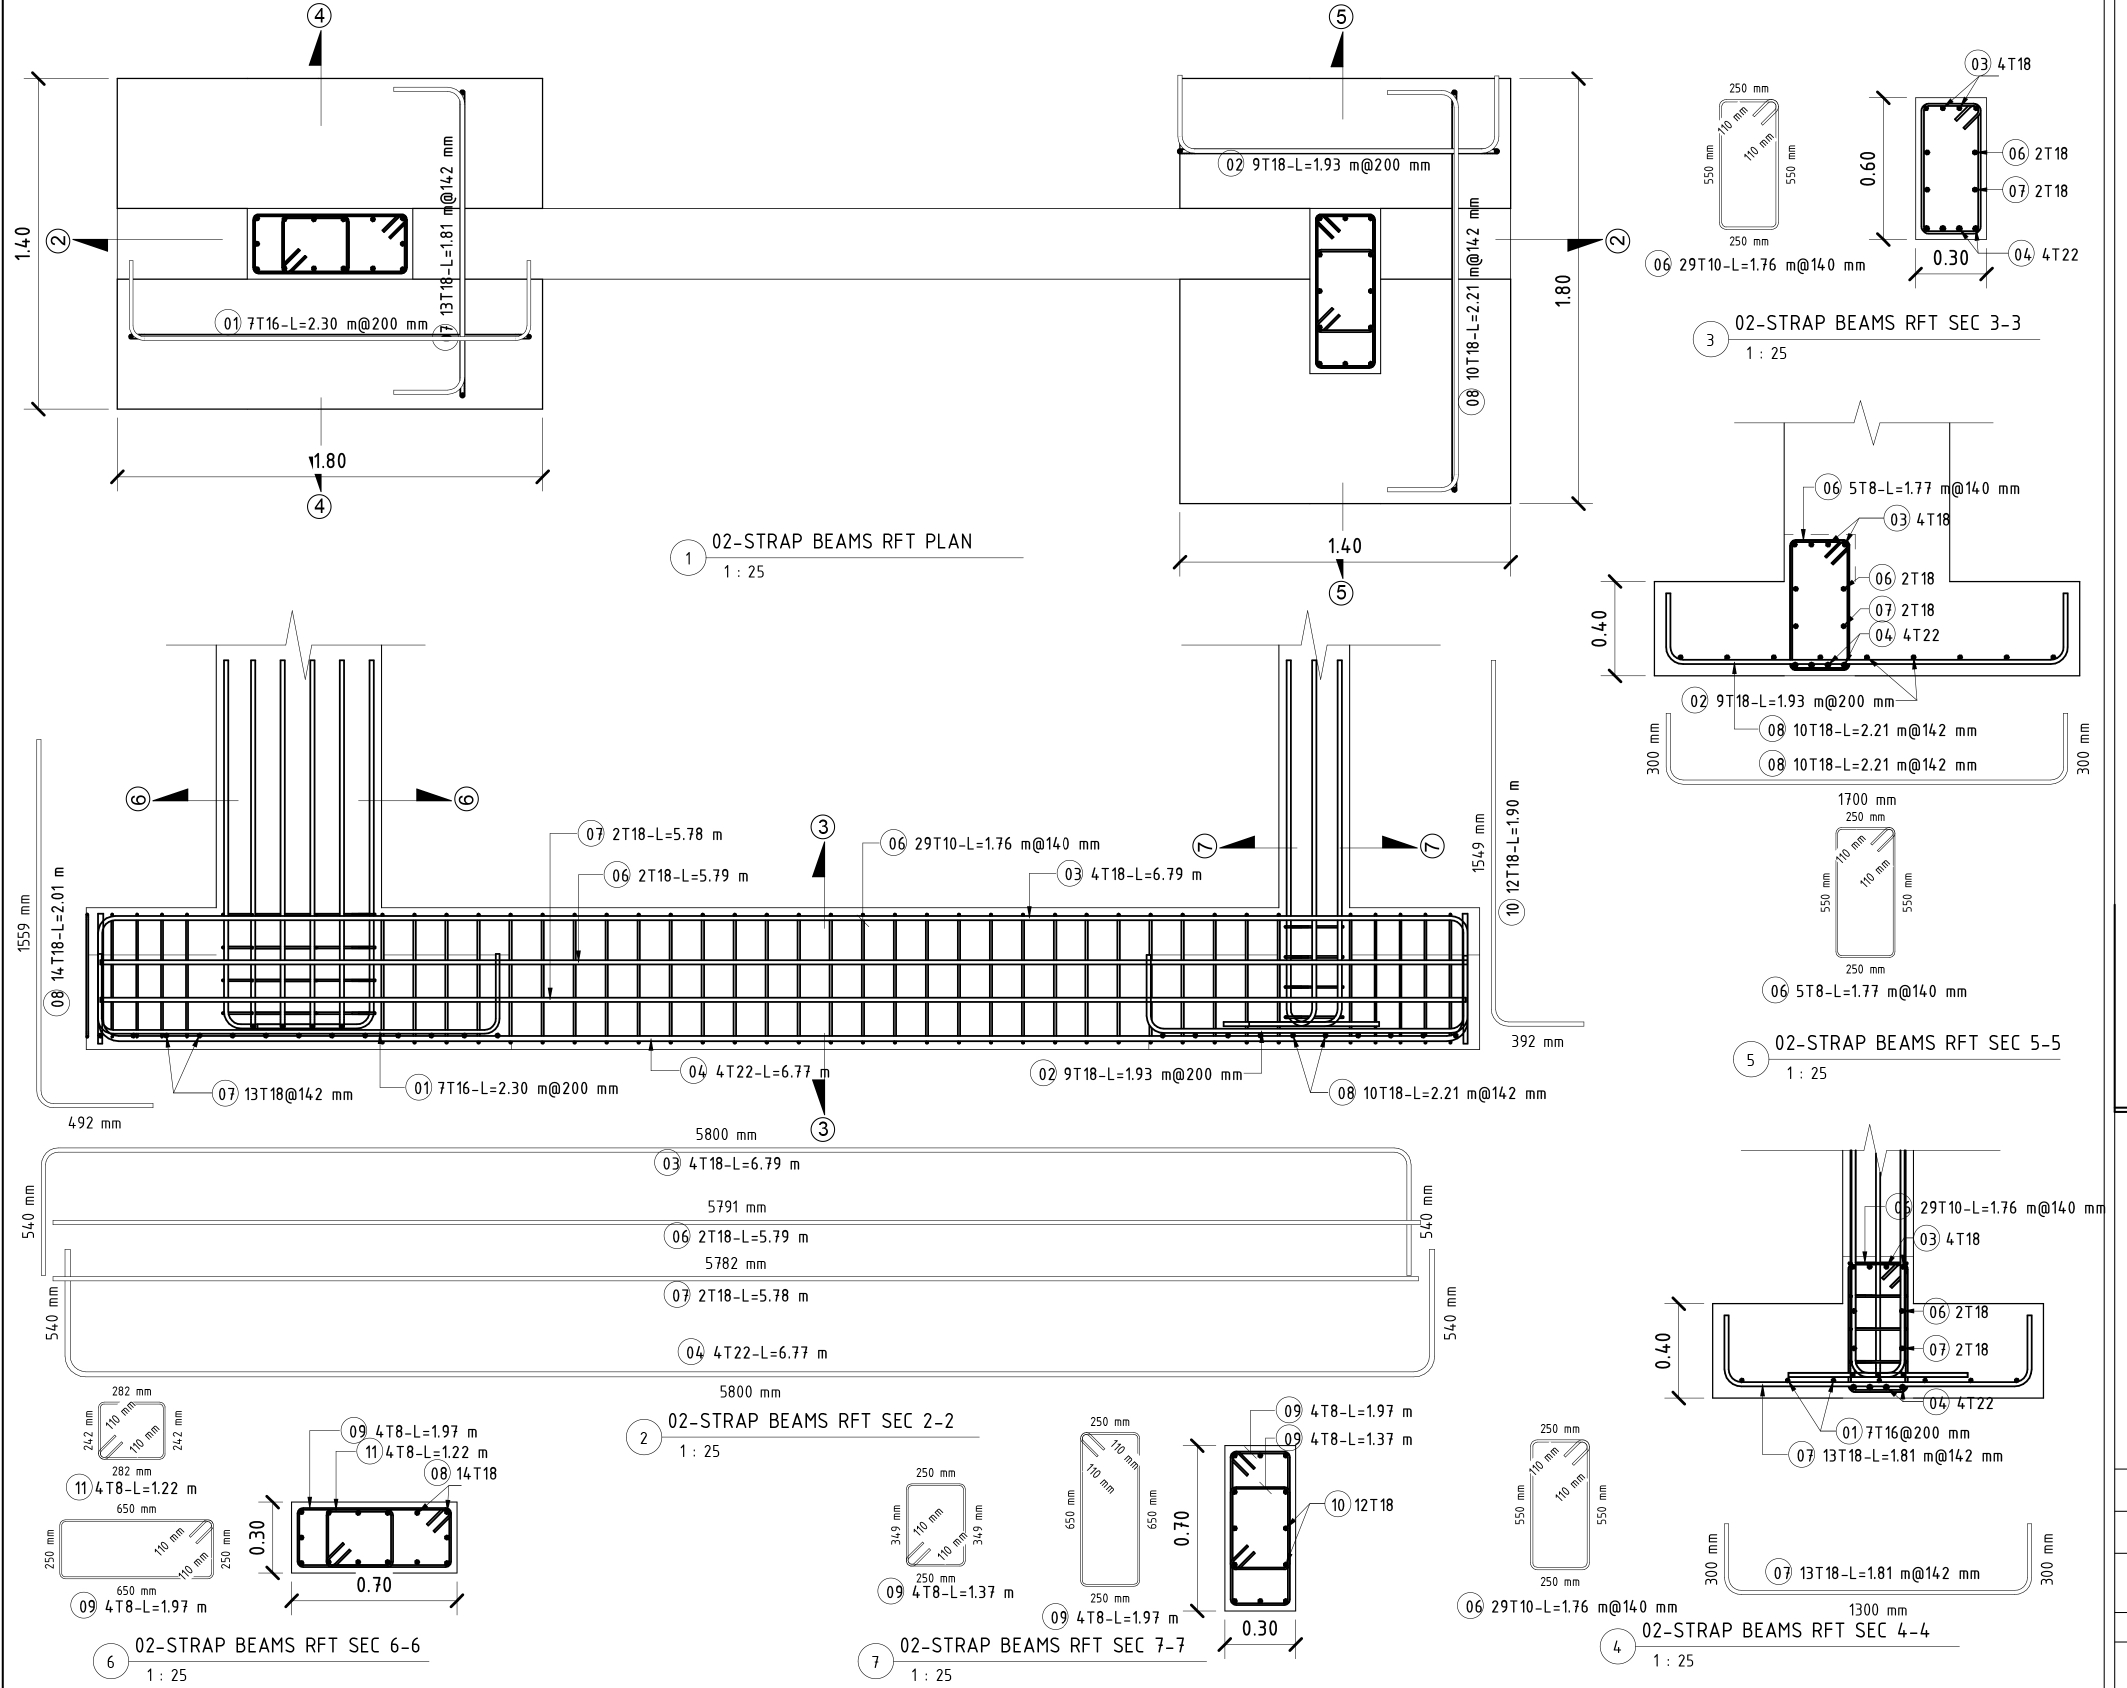 4
5
1.40
2
07 13T18-L=1.81 m@142 mm
01 7T16-L=2.30 m@200 mm
1.80
4
02 9T18-L=1.93 m@200 mm
08 10T18-L=2.21 m@142 mm
2
1.80
1.40
5
1 02-STRAP BEAMS RFT PLAN
1 : 25
250 mm
110 mm
110 mm
550 mm
550 mm
250 mm
06 29T10-L=1.76 m@140 mm
03 4T18
06 2T18
07 2T18
04 4T22
0.60
0.30
3 02-STRAP BEAMS RFT SEC 3-3
1 : 25
06 5T8-L=1.77 m@140 mm
03 4T18
06 2T18
07 2T18
04 4T22
0.40
02 9T18-L=1.93 m@200 mm
08 10T18-L=2.21 m@142 mm
08 10T18-L=2.21 m@142 mm
300 mm
300 mm
1700 mm
250 mm
110 mm
110 mm
550 mm
550 mm
250 mm
06 5T8-L=1.77 m@140 mm
5 02-STRAP BEAMS RFT SEC 5-5
1 : 25
6
6
3
7
7
07 2T18-L=5.78 m
06 29T10-L=1.76 m@140 mm
06 2T18-L=5.79 m
03 4T18-L=6.79 m
1559 mm
08 14T18-L=2.01 m
492 mm
1549 mm
10 12T18-L=1.90 m
392 mm
07 13T18@142 mm
01 7T16-L=2.30 m@200 mm
04 4T22-L=6.77 m
02 9T18-L=1.93 m@200 mm
08 10T18-L=2.21 m@142 mm
3
5800 mm
03 4T18-L=6.79 m
540 mm
540 mm
5791 mm
06 2T18-L=5.79 m
5782 mm
07 2T18-L=5.78 m
540 mm
540 mm
04 4T22-L=6.77 m
5800 mm
2 02-STRAP BEAMS RFT SEC 2-2
1 : 25
282 mm
242 mm
110 mm
110 mm
242 mm
282 mm
11 4T8-L=1.22 m
650 mm
250 mm
110 mm
110 mm
250 mm
650 mm
09 4T8-L=1.97 m
09 4T8-L=1.97 m
11 4T8-L=1.22 m
08 14T18
0.30
0.70
6 02-STRAP BEAMS RFT SEC 6-6
1 : 25
250 mm
349 mm
110 mm
110 mm
349 mm
250 mm
09 4T8-L=1.37 m
250 mm
110 mm
110 mm
650 mm
650 mm
250 mm
09 4T8-L=1.97 m
09 4T8-L=1.97 m
09 4T8-L=1.37 m
10 12T18
0.70
0.30
7 02-STRAP BEAMS RFT SEC 7-7
1 : 25
06 29T10-L=1.76 m@140 mm
03 4T18
06 2T18
07 2T18
04 4T22
0.40
01 7T16@200 mm
07 13T18-L=1.81 m@142 mm
250 mm
110 mm
110 mm
550 mm
550 mm
250 mm
06 29T10-L=1.76 m@140 mm
300 mm
300 mm
07 13T18-L=1.81 m@142 mm
1300 mm
4 02-STRAP BEAMS RFT SEC 4-4
1 : 25